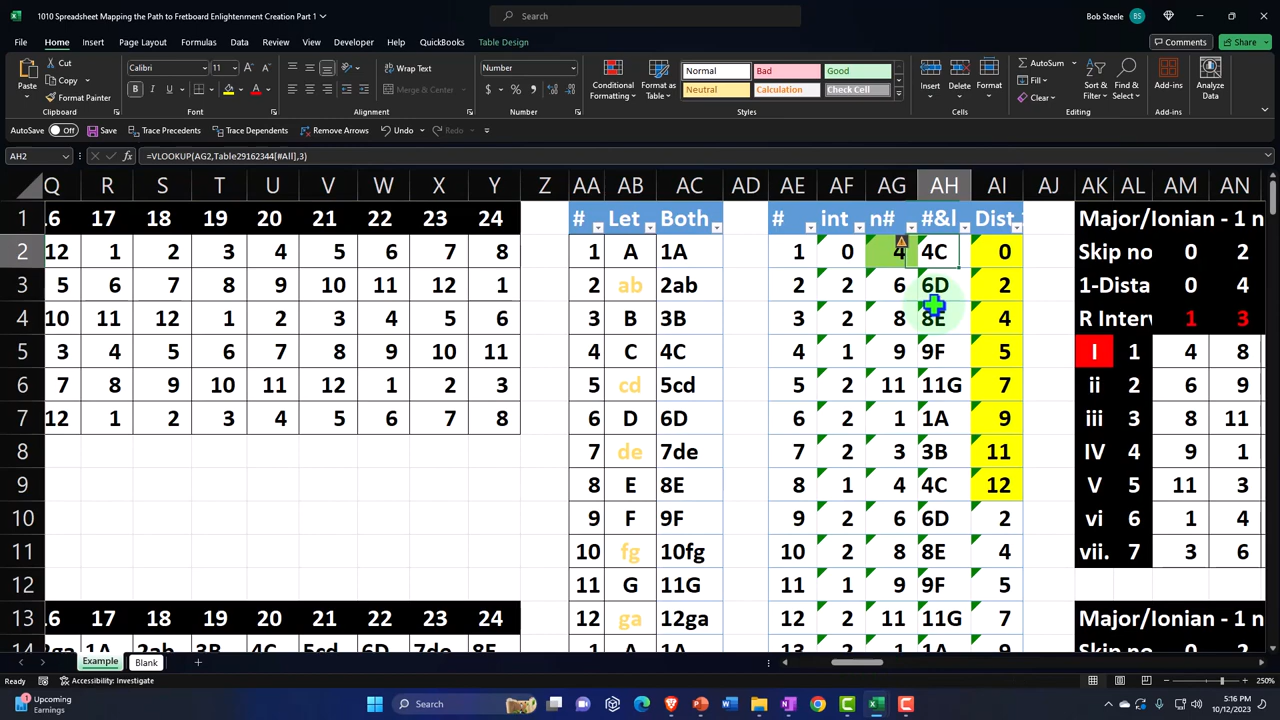 1010 Spreadsheet Mapping the Path to Fretboard Enlightenment Creation Part 1
Search
Bob Steele BS
File Home Insert Page Layout Formulas Data Review View Developer Help QuickBooks Table Design
Comments Share
Cut
Copy
Format Painter
Paste
Clipboard
Calibri 11
Font
Wrap Text
Merge & Center
Alignment
Number
Number
Conditional Formatting
Format as Table
Normal Bad Good
Neutral Calculation Check Cell
Styles
Insert Delete Format
Cells
AutoSum
Fill
Clear
Sort & Filter
Find & Select
Editing
Add-ins
Add-ins
Analyze Data
AutoSave Off Save Trace Precedents Trace Dependents Remove Arrows Undo Redo
AH2 =VLOOKUP(AG2,Table29162344[#All],3)
Q R S T U V W X Y Z AA AB AC AD AE AF AG AH AI AJ AK AL AM AN
1 16 17 18 19 20 21 22 23 24 # Let Both # int n# #&l Dist. Major/Ionian - 1 n
2 12 1 2 3 4 5 6 7 8 1 A 1A 1 0 4 4C 0 Skip no 0 2
3 5 6 7 8 9 10 11 12 1 2 ab 2ab 2 2 6 6D 2 1-Dista 0 4
4 10 11 12 1 2 3 4 5 6 3 B 3B 3 2 8 8E 4 R Interv 1 3
5 3 4 5 6 7 8 9 10 11 4 C 4C 4 1 9 9F 5 I 1 4 8
6 7 8 9 10 11 12 1 2 3 5 cd 5cd 5 2 11 11G 7 ii 2 6 9
7 12 1 2 3 4 5 6 7 8 6 D 6D 6 2 1 1A 9 iii 3 8 11
8 7 de 7de 7 2 3 3B 11 IV 4 9 1
9 8 E 8E 8 1 4 4C 12 V 5 11 3
10 9 F 9F 9 2 6 6D 2 vi 6 1 4
11 10 fg 10fg 10 2 8 8E 4 vii. 7 3 6
12 11 G 11G 11 1 9 9F 5
13 16 17 18 19 20 21 22 23 24 12 ga 12ga 12 2 11 11G 7 Major/Ionian - 1 n
14 12ga 1A 2ab 3B 4C 5cd 6D 7de 8E 1 A 1A 13 2 1 1A 9 Skip no 0 2
Example Blank
Ready Accessibility: Investigate 250%
Upcoming
Earnings
Search
5:16 PM
10/12/2023